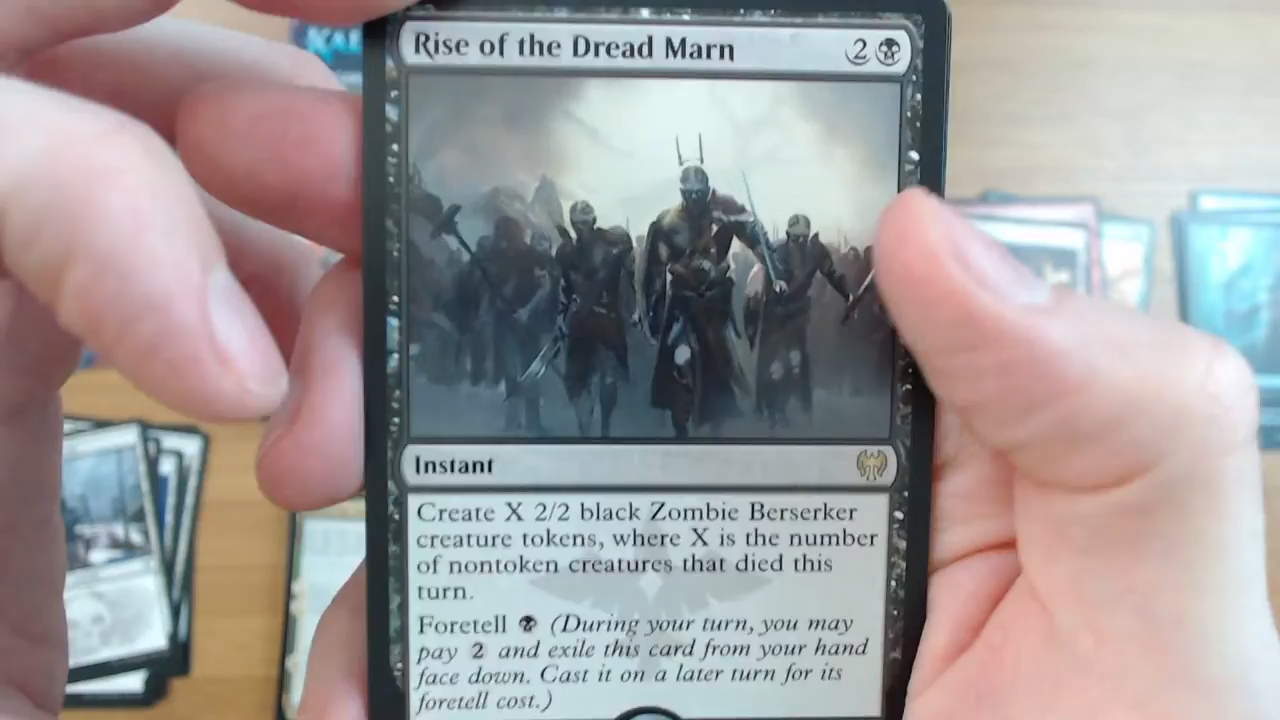 Rise of the Dread Marn 2
Instant
Create X 2/2 black Zombie Berserker
creature tokens, where X is the number
of nontoken creatures that died this
turn.
Foretell (During your turn, you may
pay 2 and exile this card from your hand
face down. Cast it on a later turn for its
foretell cost.)